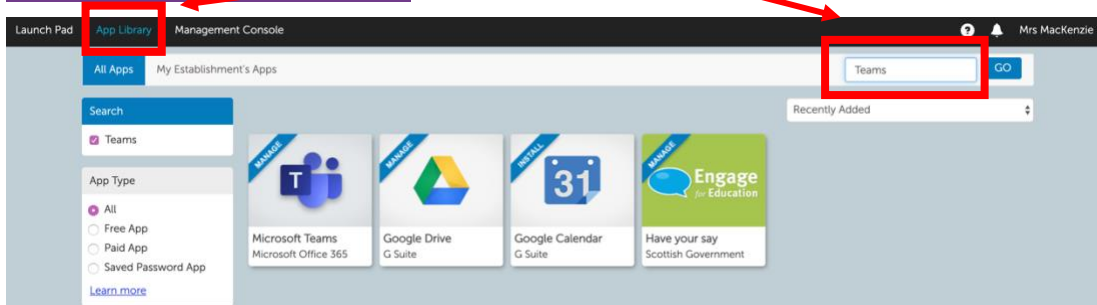 Launch Pad App Library Management Console Mrs MacKenzie
All Apps My Establishment's Apps Teams GO
Search
Recently Added
Teams
App Type
All
Free App
Paid App
Saved Password App
Learn more
MANAGE
T
Microsoft Teams
Microsoft Office 365
MANAGE
Google Drive
G Suite
INSTALL
31
Google Calendar
G Suite
MANAGE
Engage
for Education
Have your say
Scottish Government